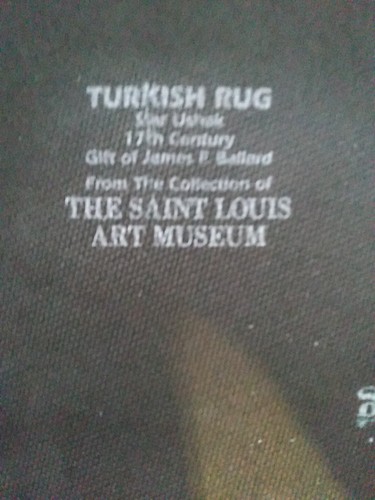 TURKISH RUG
Star Ushak
17th Century
Gift of James F. Ballard
From The Collection of
THE SAINT LOUIS
ART MUSEUM